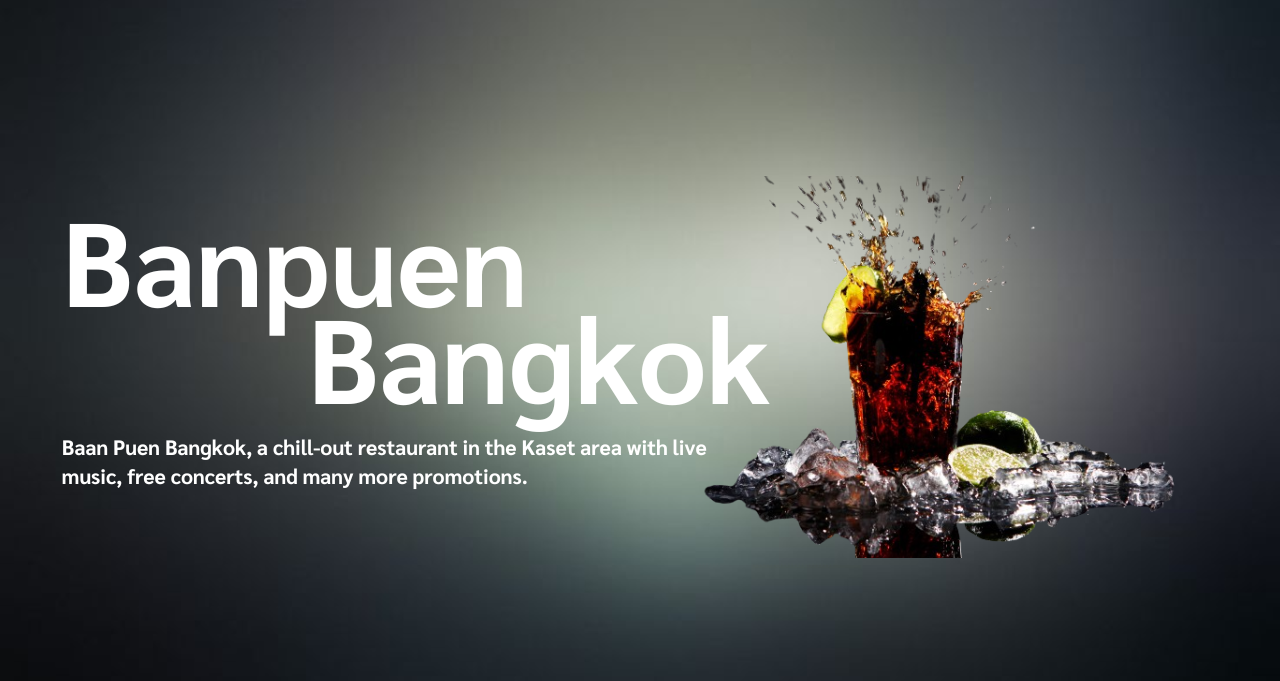 Banpuen
Bangkok
Baan Puen Bangkok, a chill-out restaurant in the Kaset area with live
music, free concerts, and many more promotions.